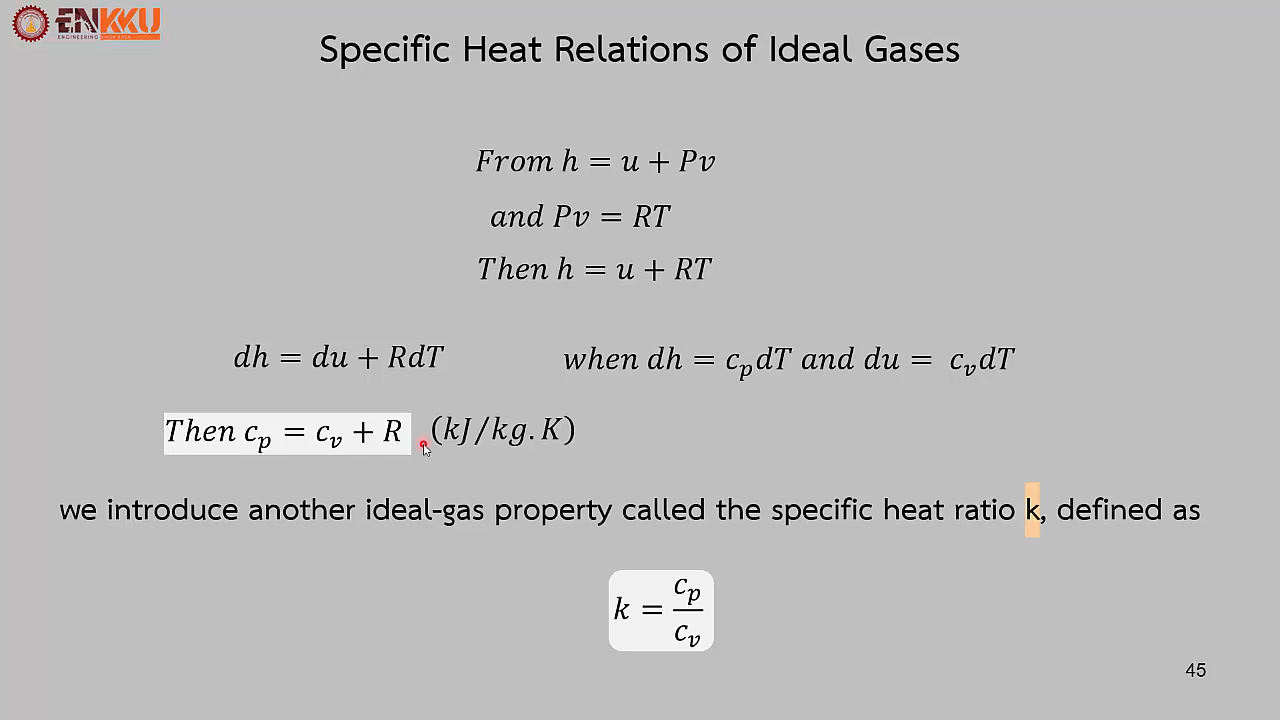 ENKKU
Specific Heat Relations of Ideal Gases
From h = u + Pv
and Pv = RT
Then h = u + RT
dh = du + RdT when dh = c_p dT and du = c_v dT
Then c_p = c_v + R (kJ/kg.K)
we introduce another ideal-gas property called the specific heat ratio k, defined as
k = c_p / c_v
45